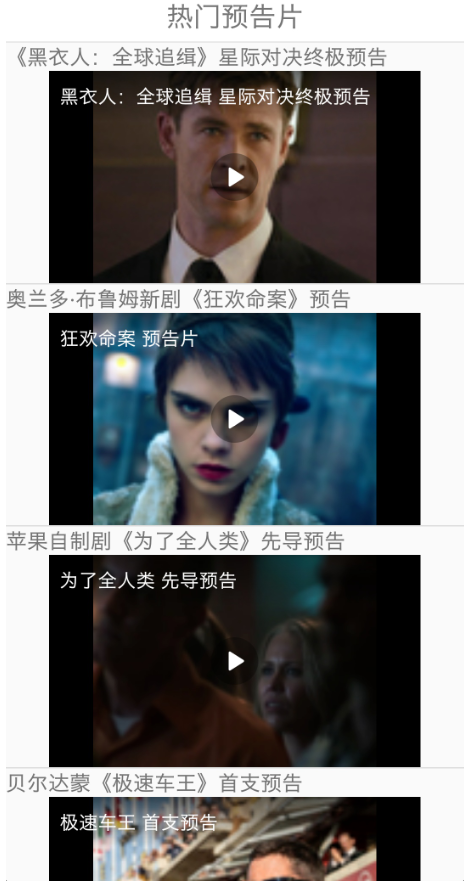 热门预告片
《黑衣人：全球追缉》星际对决终极预告
黑衣人：全球追缉 星际对决终极预告
奥兰多·布鲁姆新剧《狂欢命案》预告
狂欢命案 预告片
苹果自制剧《为了全人类》先导预告
为了全人类 先导预告
贝尔达蒙《极速车王》首支预告
极速车王 首支预告